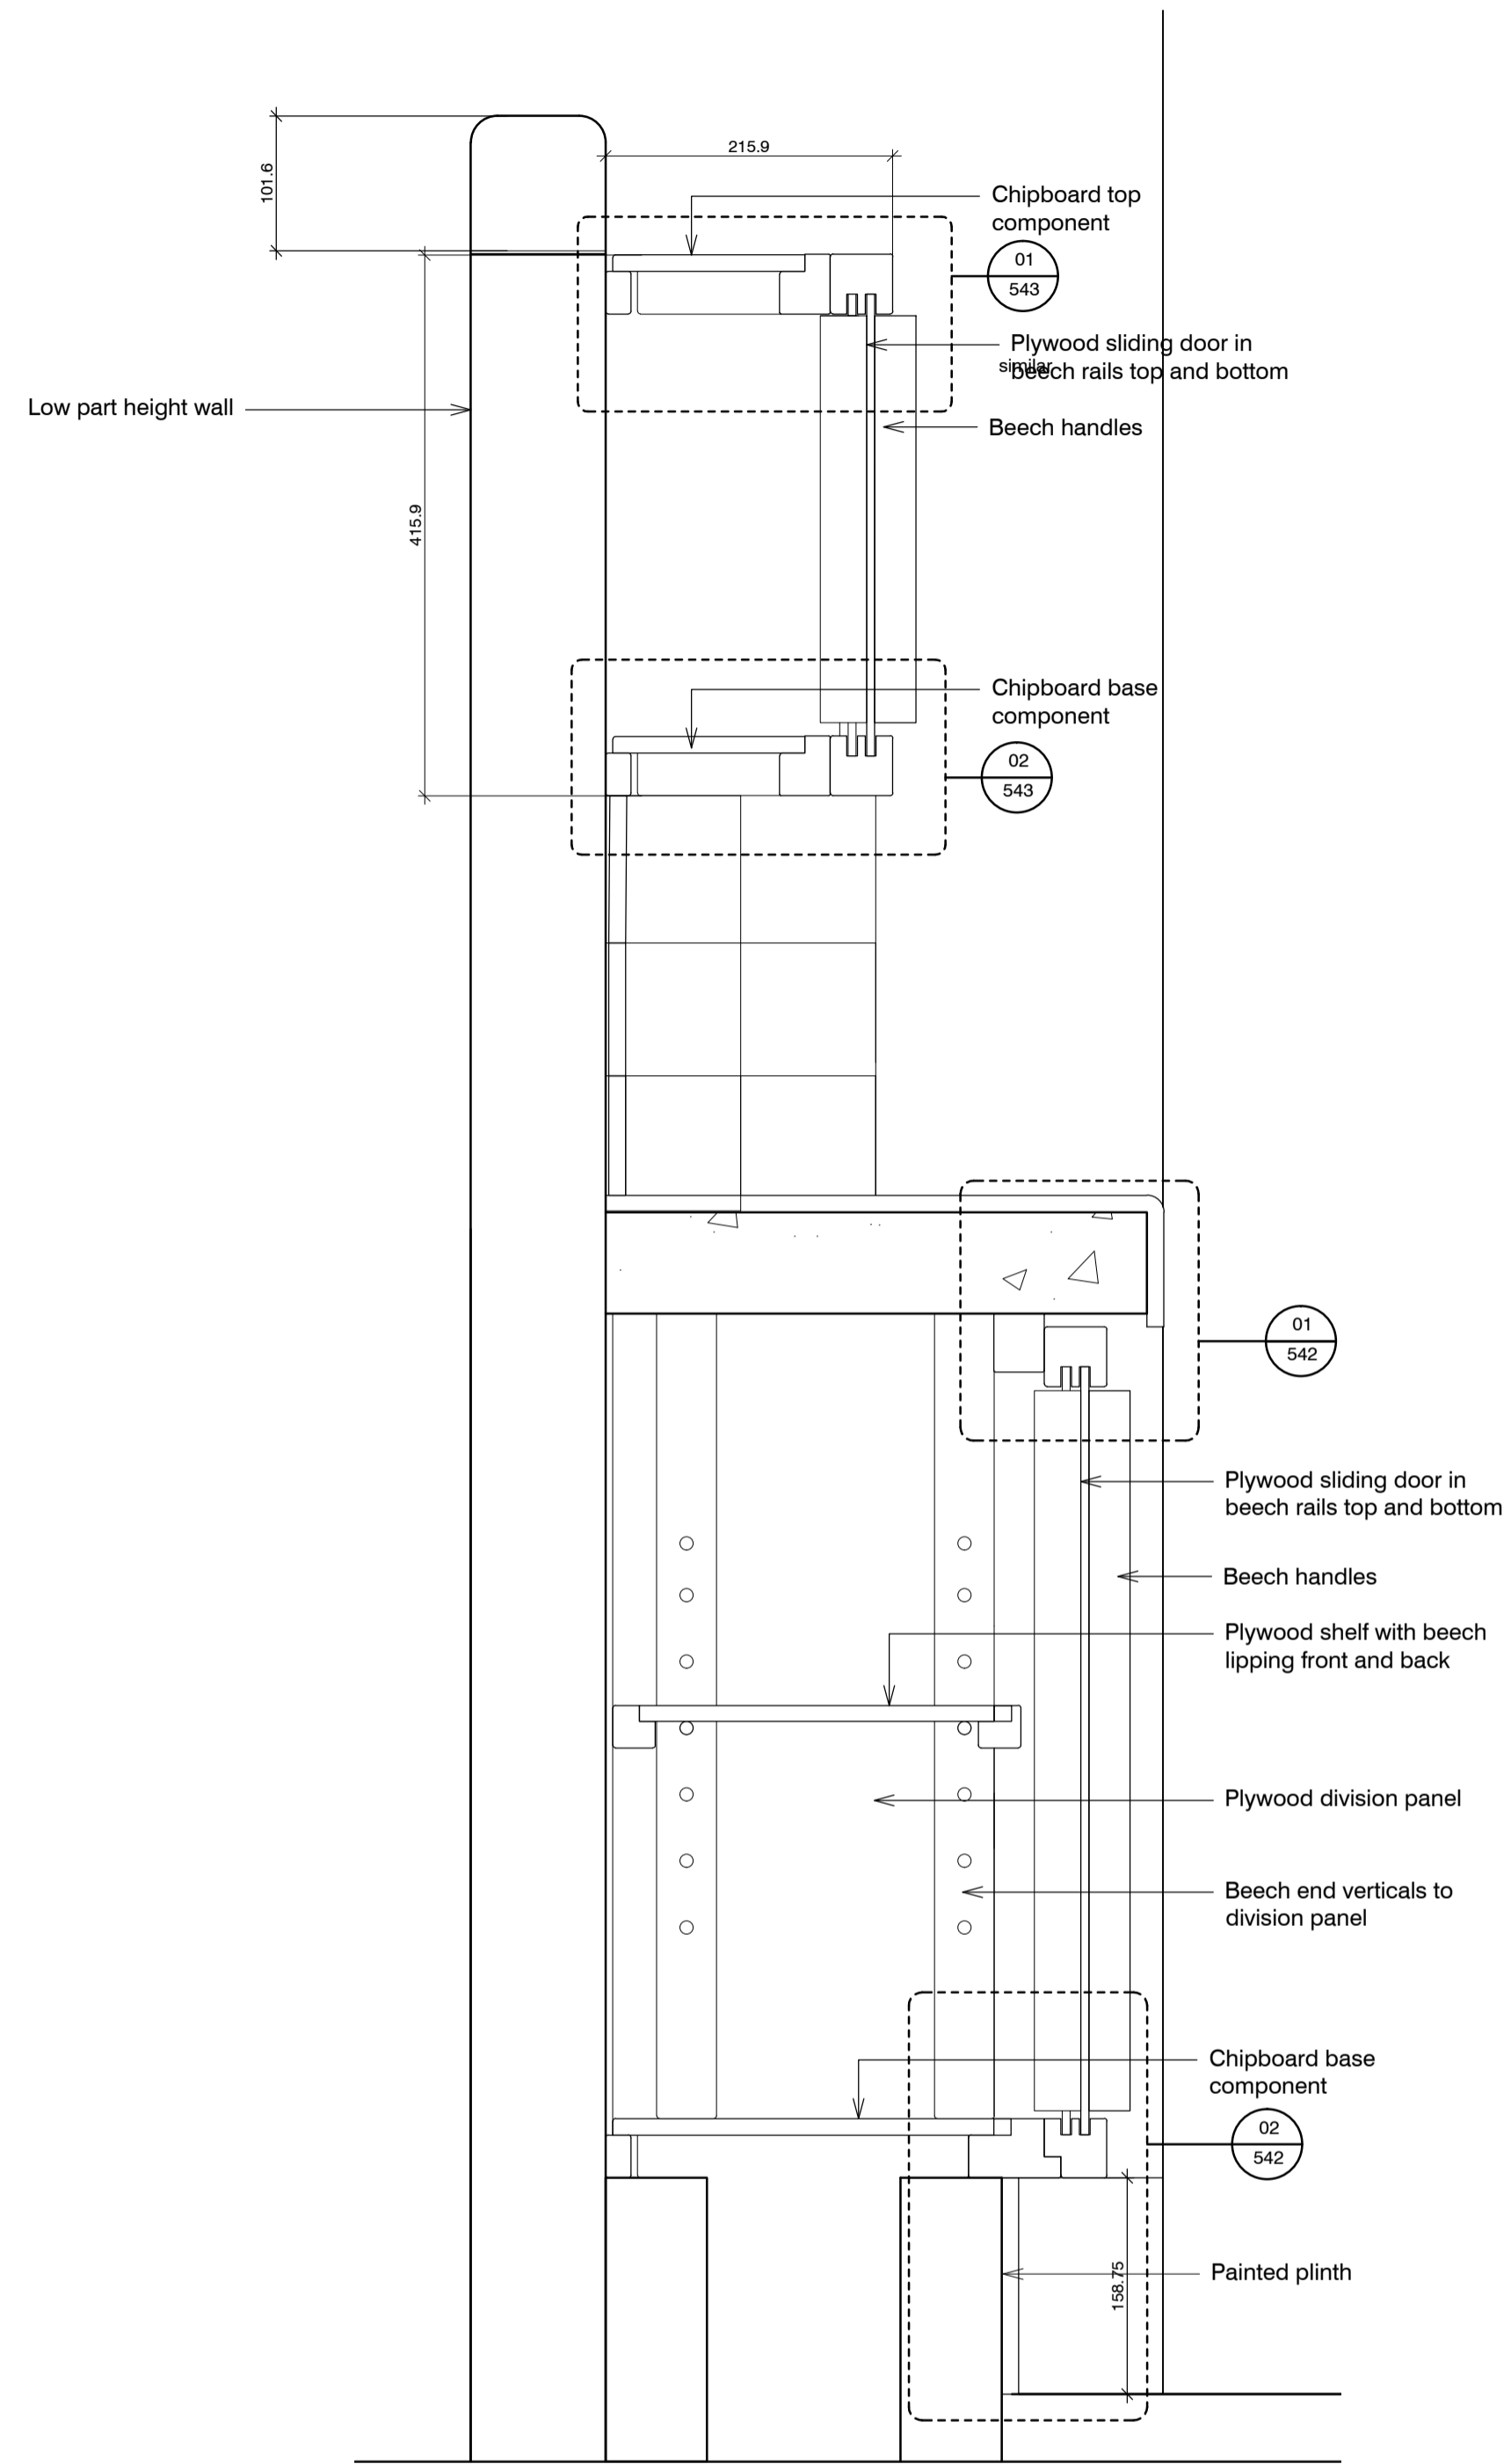 101.6
215.9
Chipboard top
component
01
543
Plywood sliding door in
similar
beech rails top and bottom
Low part height wall
Beech handles
415.9
Chipboard base
component
02
543
01
542
Plywood sliding door in
beech rails top and bottom
Beech handles
Plywood shelf with beech
lipping front and back
Plywood division panel
Beech end verticals to
division panel
Chipboard base
component
02
542
Painted plinth
158.75